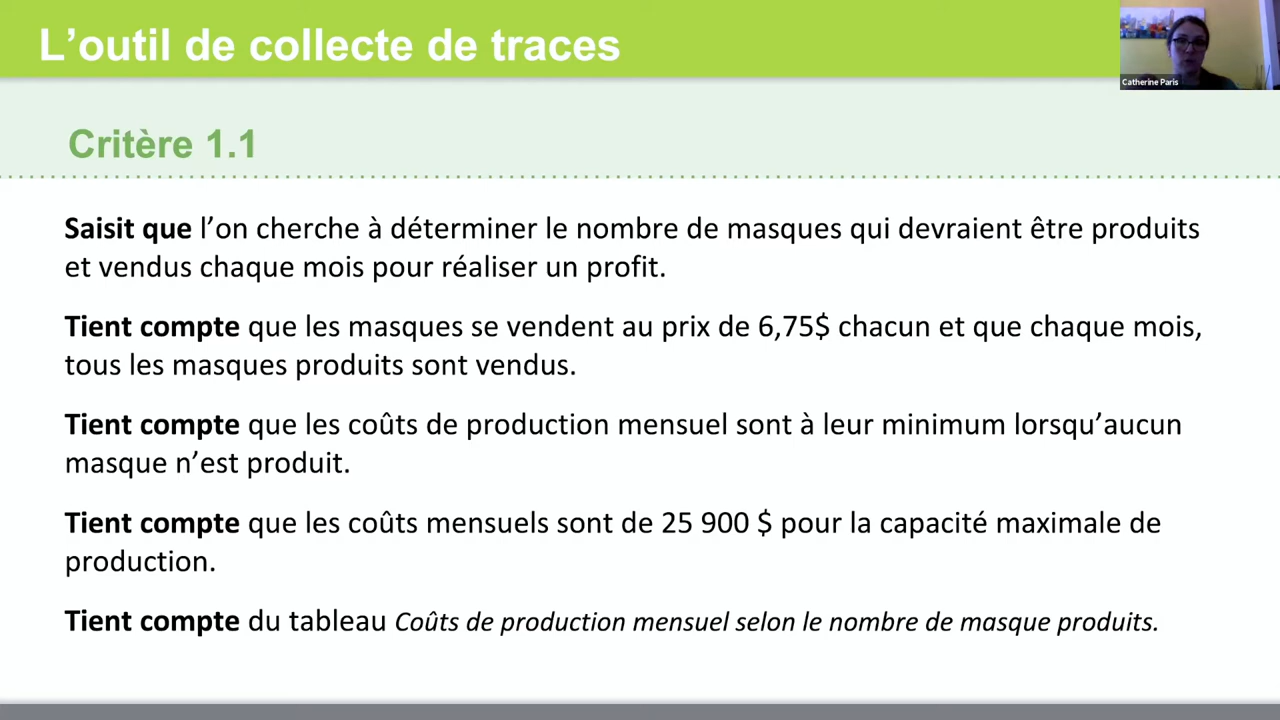 L’outil de collecte de traces
Catherine Paris
Critère 1.1
Saisit que l’on cherche à déterminer le nombre de masques qui devraient être produits
et vendus chaque mois pour réaliser un profit.
Tient compte que les masques se vendent au prix de 6,75$ chacun et que chaque mois,
tous les masques produits sont vendus.
Tient compte que les coûts de production mensuel sont à leur minimum lorsqu’aucun
masque n’est produit.
Tient compte que les coûts mensuels sont de 25 900 $ pour la capacité maximale de
production.
Tient compte du tableau Coûts de production mensuel selon le nombre de masque produits.